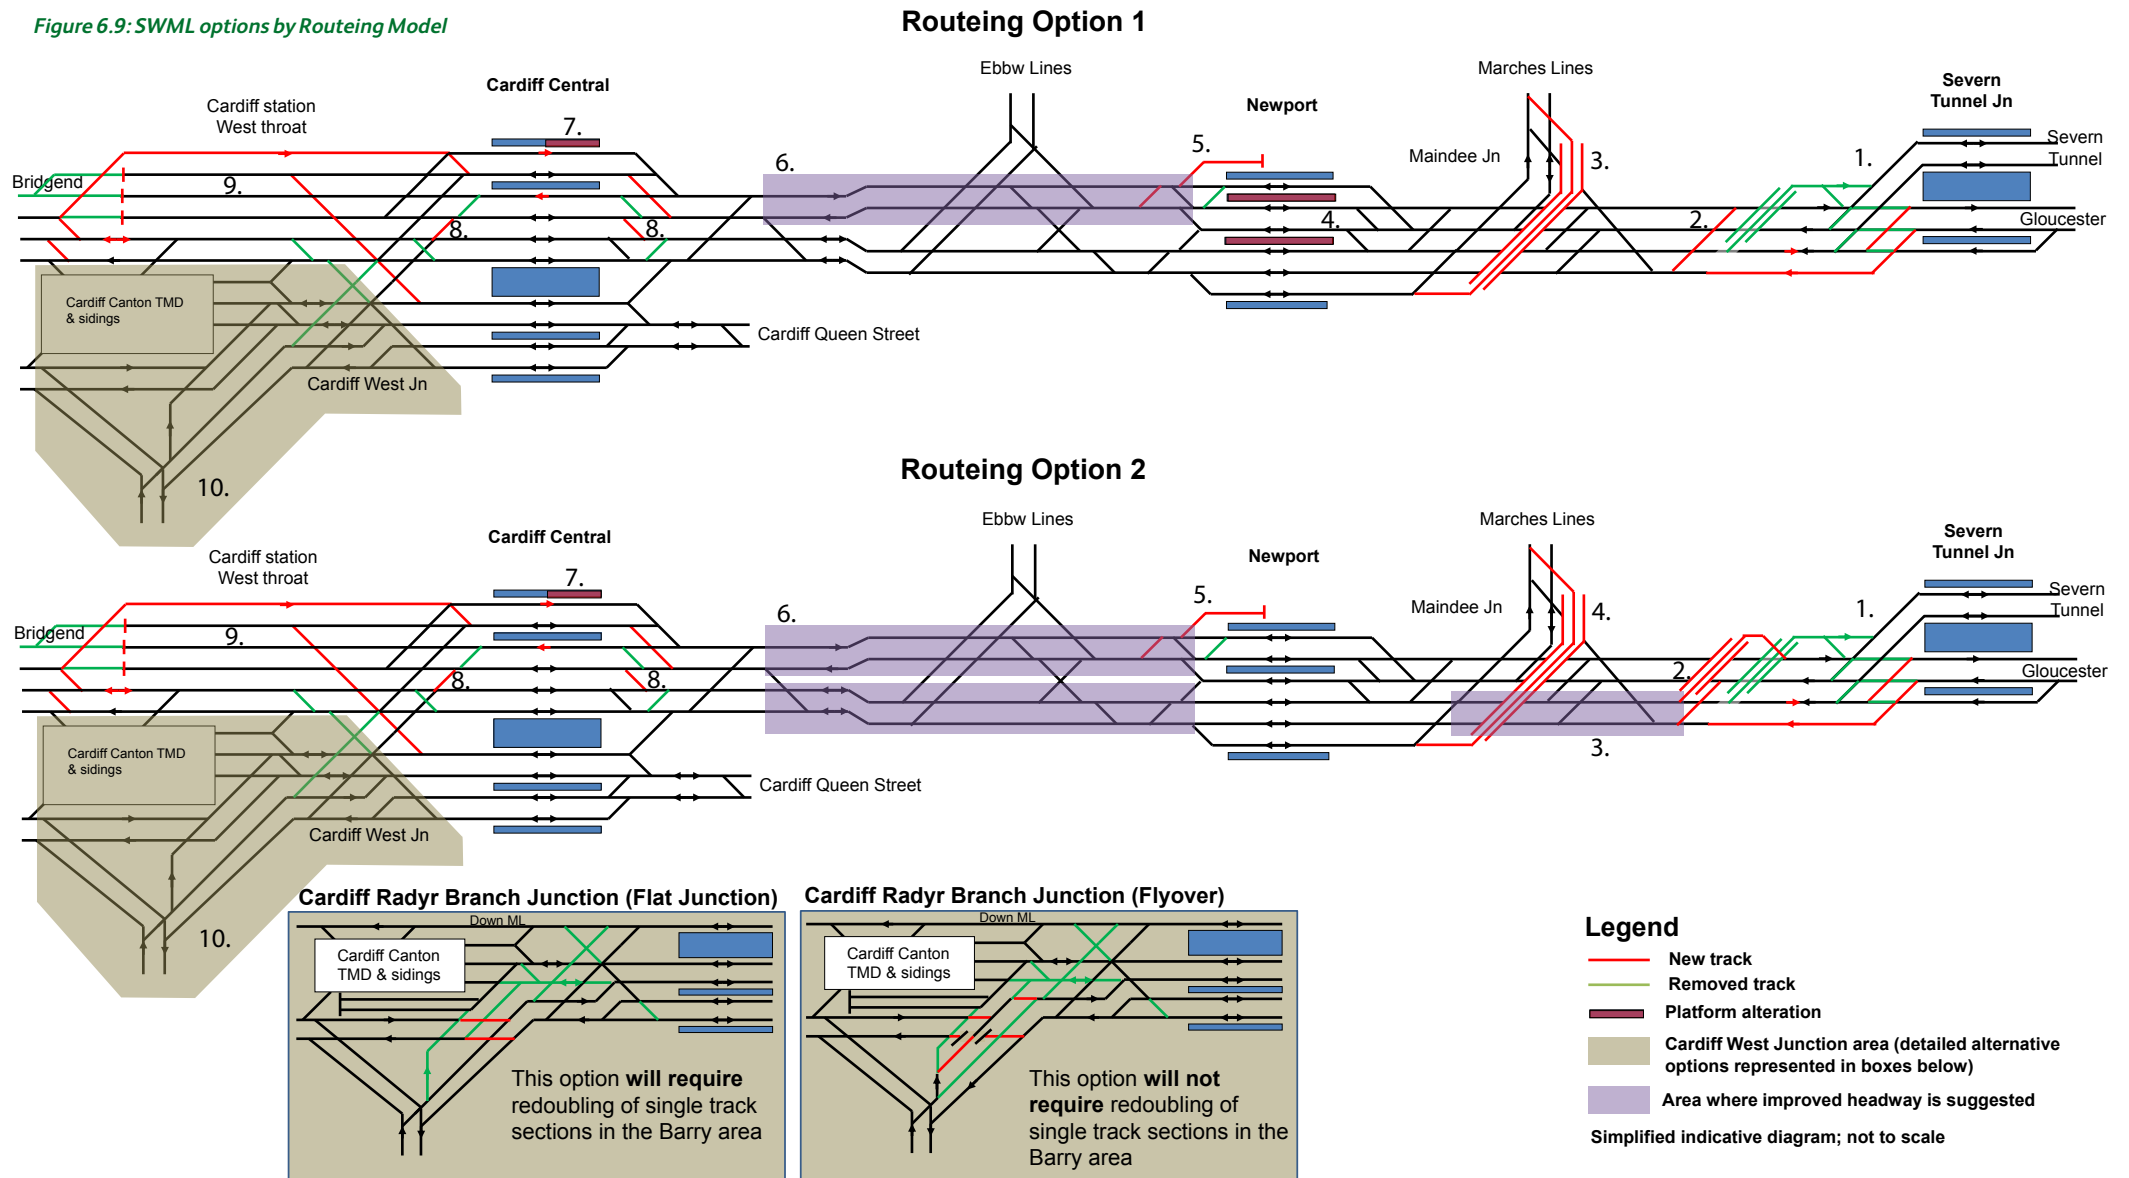 Figure 6.9: SWML options by Routeing Model
Routeing Option 1
Ebbw Lines
Marches Lines
Cardiff Central
Newport
Severn
Tunnel Jn
Cardiff station
West throat
7.
5.
Maindee Jn
3.
1.
Severn
Tunnel
6.
Bridgend
9.
8.
8.
4.
2.
Gloucester
Cardiff Canton TMD
& sidings
Cardiff Queen Street
Cardiff West Jn
10.
Routeing Option 2
Ebbw Lines
Marches Lines
Cardiff Central
Newport
Severn
Tunnel Jn
Cardiff station
West throat
7.
5.
Maindee Jn
4.
1.
Severn
Tunnel
6.
Bridgend
9.
8.
8.
2.
Gloucester
3.
Cardiff Canton TMD
& sidings
Cardiff Queen Street
Cardiff West Jn
10.
Cardiff Radyr Branch Junction (Flat Junction)
Down ML
Cardiff Canton
TMD & sidings
This option will require
redoubling of single track
sections in the Barry area
Cardiff Radyr Branch Junction (Flyover)
Down ML
Cardiff Canton
TMD & sidings
This option will not
require redoubling of
single track sections in the
Barry area
Legend
New track
Removed track
Platform alteration
Cardiff West Junction area (detailed alternative
options represented in boxes below)
Area where improved headway is suggested
Simplified indicative diagram; not to scale